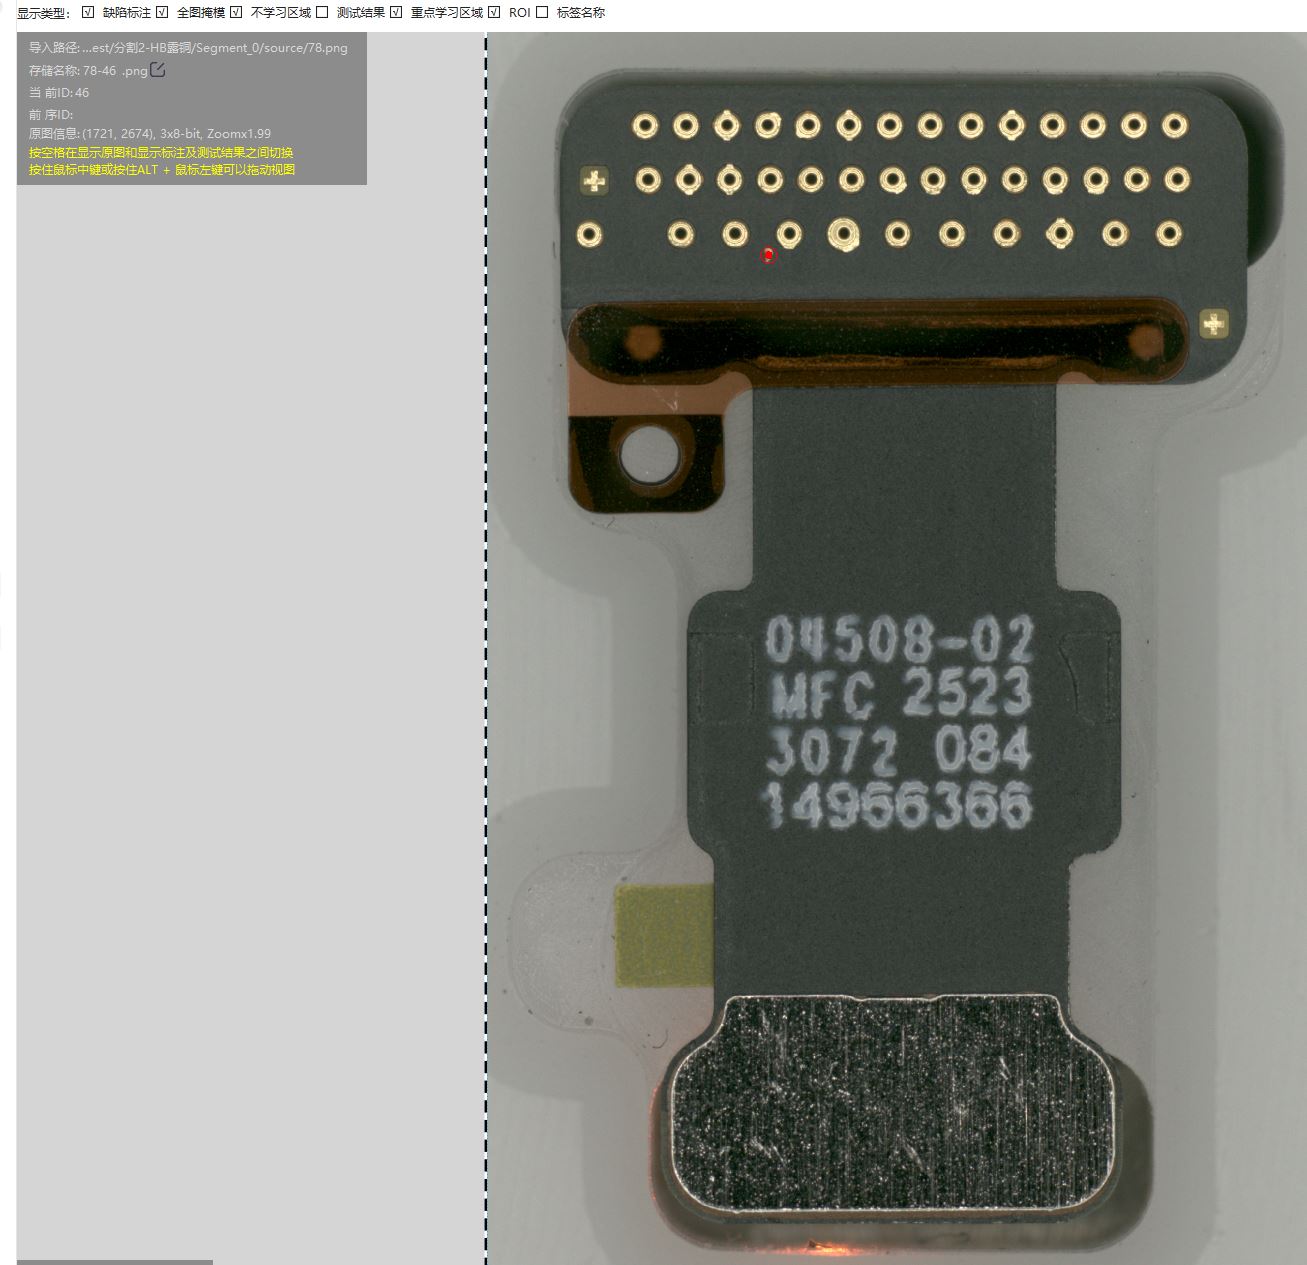 显示类型： 缺陷标注 全图掩模 不学习区域 测试结果 重点学习区域 ROI 标签名称
导入路径: ...est/分割2-HB露铜/Segment_0/source/78.png
存储名称: 78-46 .png
当 前ID: 46
前 序ID:
原图信息: (1721, 2674), 3x8-bit, Zoomx1.99
按空格在显示原图和显示标注及测试结果之间切换
按住鼠标中键或按住ALT + 鼠标左键可以拖动视图
04508-02
MFC 2523
3072 084
14966366